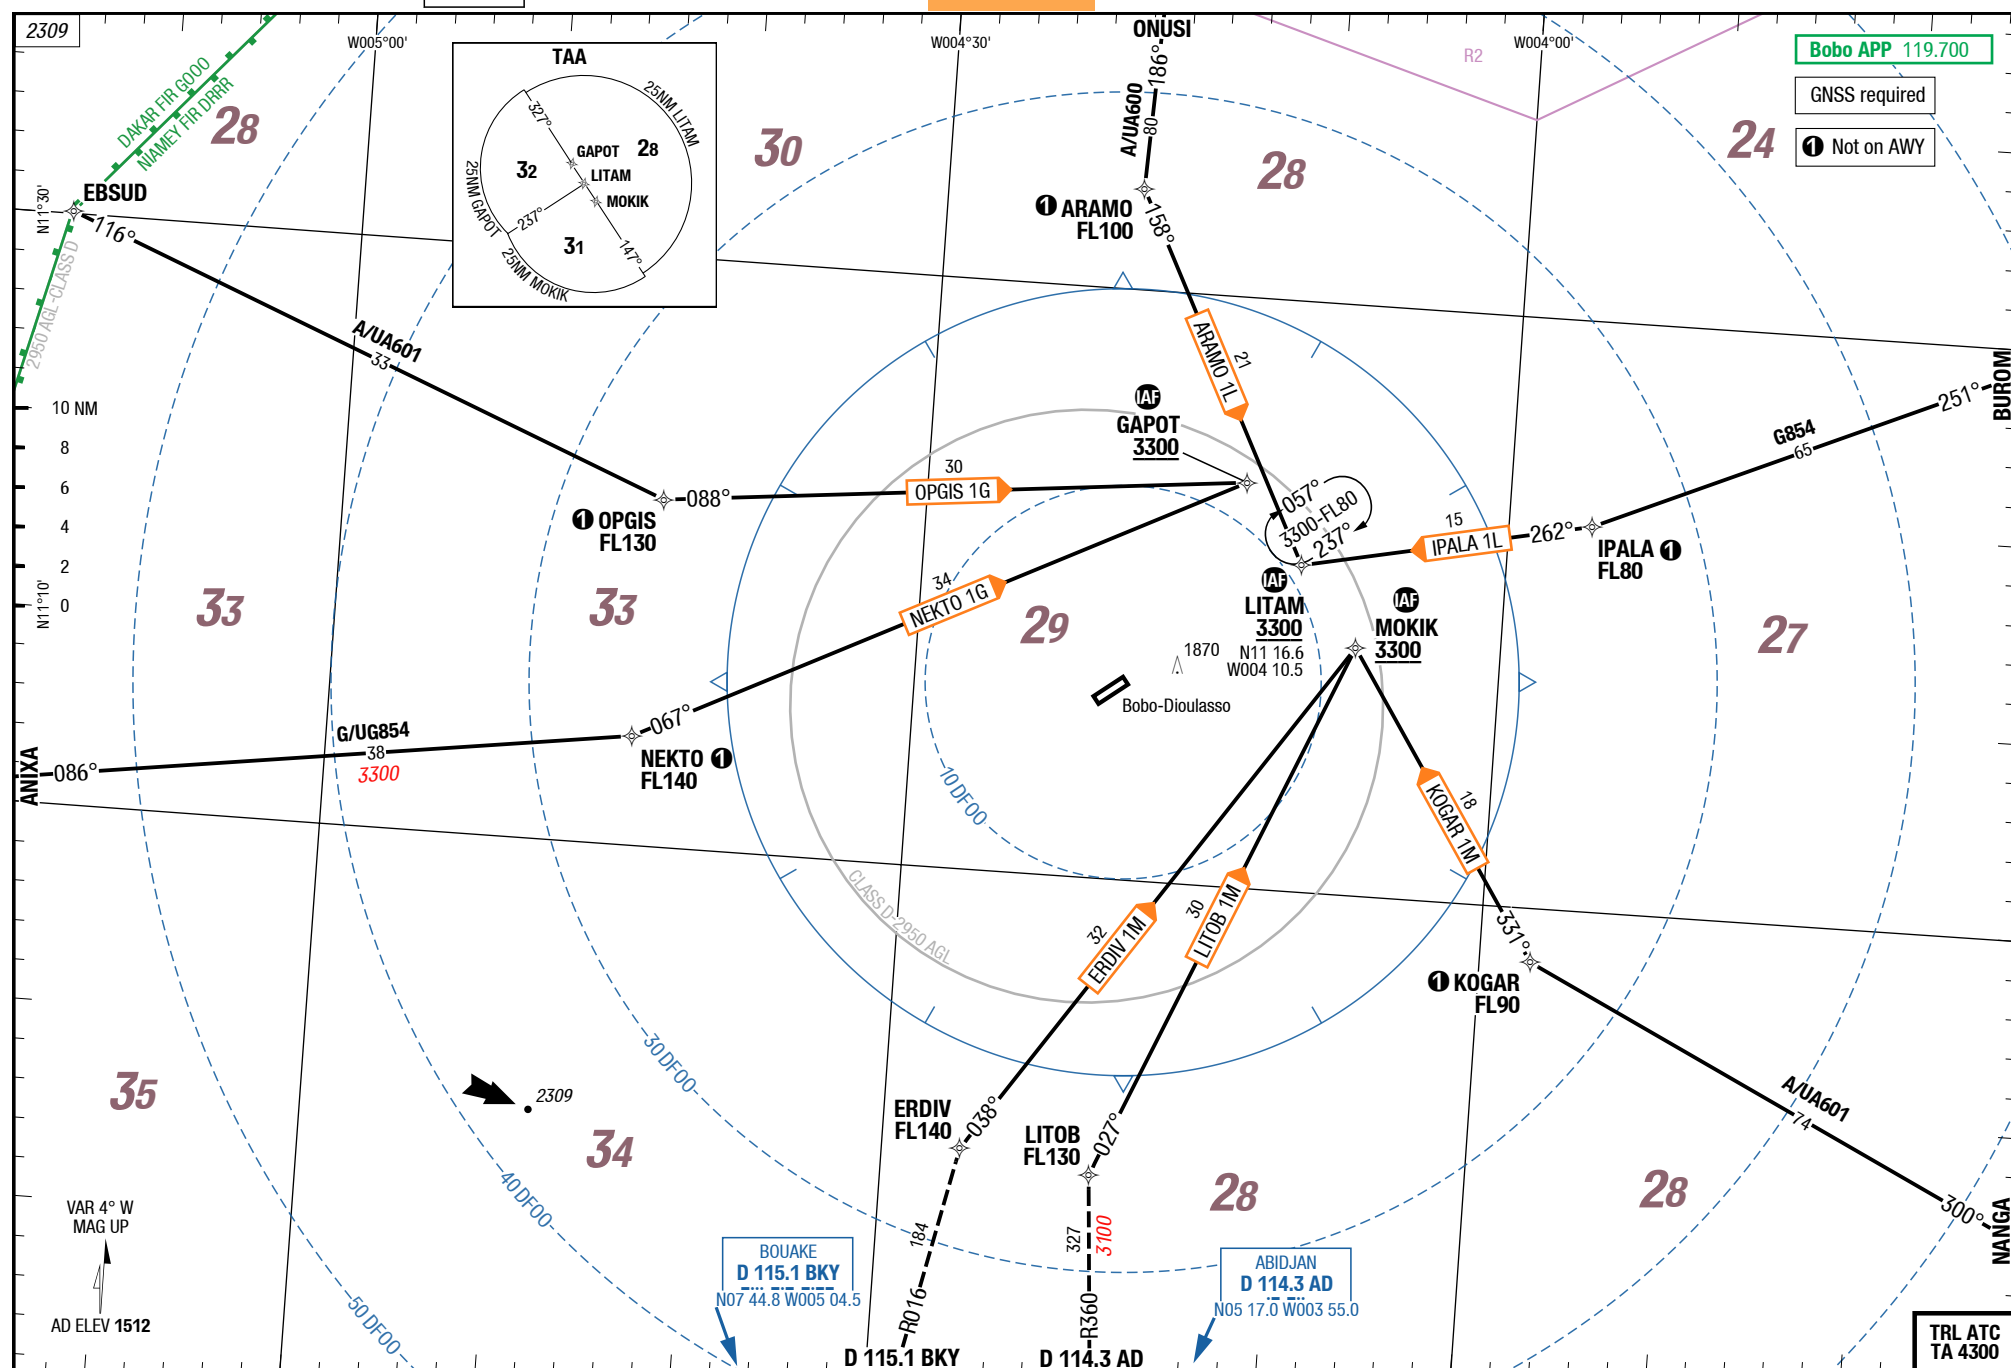 2309
W005°00'
W004°30'
ONUSI
W004°00'
Bobo APP 119.700
GNSS required
❶ Not on AWY
R2
DAKAR FIR GOOO
NIAMEY FIR DRRR
2950 AGL-CLASS D
28
30
28
24
TAA
327°
25NM LITAM
GAPOT
28
32
LITAM
MOKIK
25NM GAPOT
237°
31
147°
25NM MOKIK
186°
A/UA600
80
❶ ARAMO
FL100
158°
N11°30'
EBSUD
116°
A/UA601
33
ARAMO 1L
21
BUROM
251°
G854
65
10 NM
8
6
4
2
0
N11°10'
IAF
GAPOT
3300
30
OPGIS 1G
088°
❶ OPGIS
FL130
057°
3300-FL80
237°
15
IPALA 1L
262°
IPALA ❶
FL80
33
33
34
NEKTO 1G
29
IAF
LITAM
3300
N11 16.6
W004 10.5
IAF
MOKIK
3300
27
1870
Bobo-Dioulasso
067°
G/UG854
38
3300
NEKTO ❶
FL140
ANIXA
086°
10 DF00
KOGAR 1M
18
CLASS D-2950 AGL
32
ERDIV 1M
30
LITOB 1M
331°
❶ KOGAR
FL90
30 DF00
35
2309
34
ERDIV
FL140
038°
LITOB
FL130
027°
A/UA601
74
28
28
300°
NANGA
40 DF00
VAR 4° W
MAG UP
AD ELEV 1512
50 DF00
184
R016
327
3100
R360
BOUAKE
D 115.1 BKY
N07 44.8 W005 04.5
ABIDJAN
D 114.3 AD
N05 17.0 W003 55.0
D 115.1 BKY
D 114.3 AD
TRL ATC
TA 4300